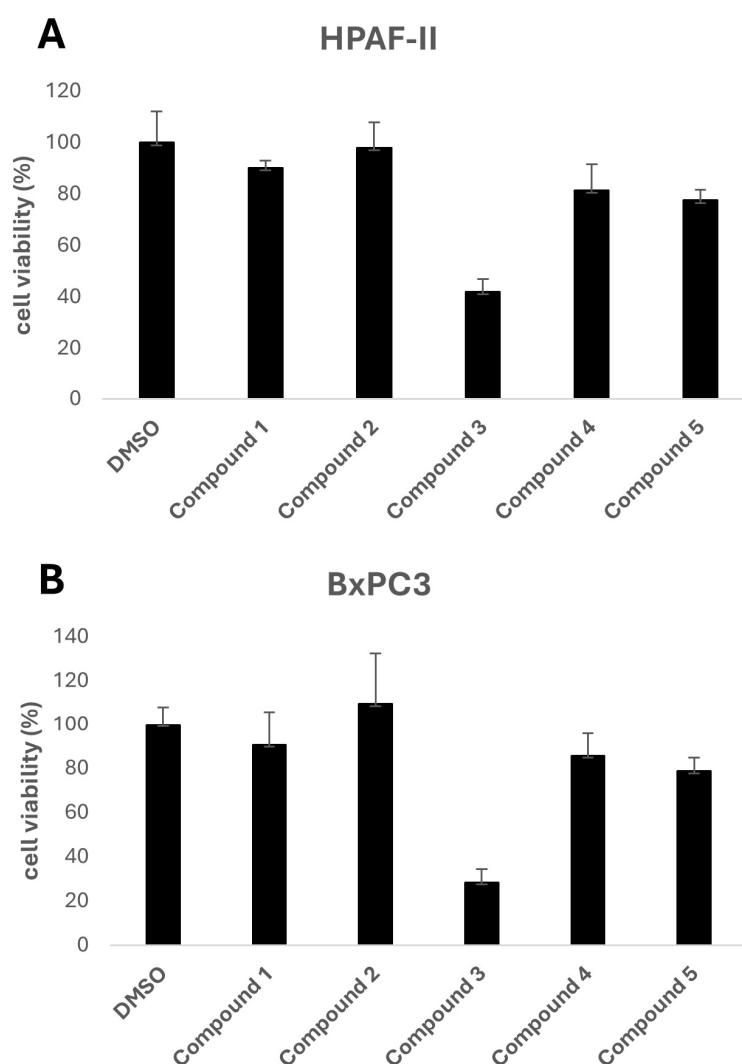 A
HPAF-II
cell viability (%)
120
100
80
60
40
20
0
DMSO
Compound 1
Compound 2
Compound 3
Compound 4
Compound 5
B
BxPC3
cell viability (%)
140
120
100
80
60
40
20
0
DMSO
Compound 1
Compound 2
Compound 3
Compound 4
Compound 5